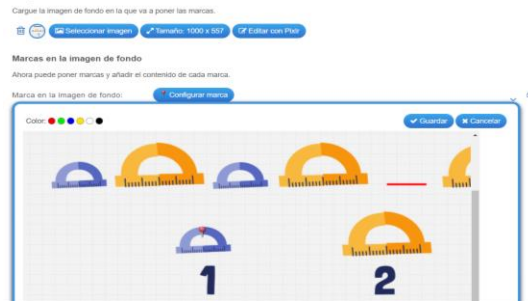 Cargue la imagen de fondo en la que va a poner las marcas.
Seleccionar imagen Tamaño: 1000 x 557 Editar con Pixlr
Marcas en la imagen de fondo
Ahora puede poner marcas y añadir el contenido de cada marca.
Marca en la imagen de fondo: Configurar marca
Color: Guardar Cancelar
1 2